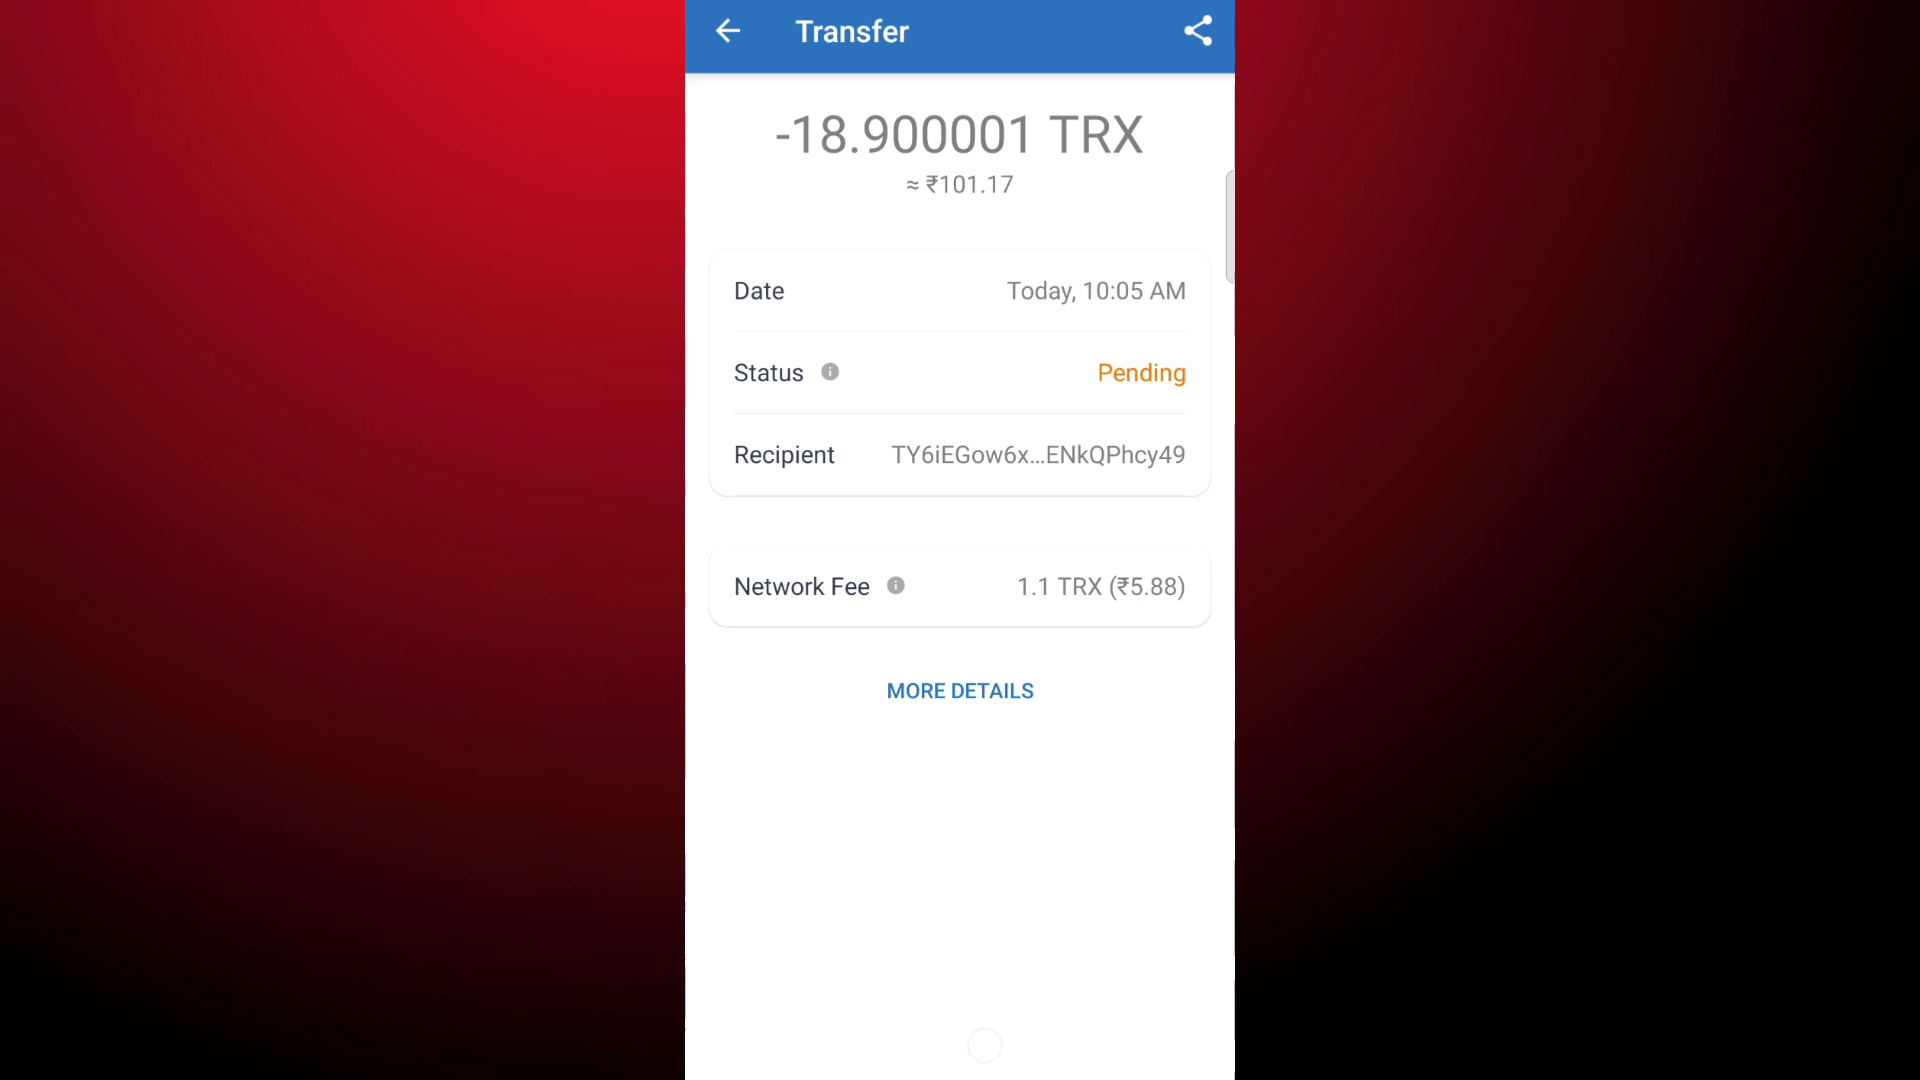 Transfer
-18.900001 TRX
≈ ₹101.17
Date Today, 10:05 AM
Status Pending
Recipient TY6iEGow6x...ENkQPhcy49
Network Fee 1.1 TRX (₹5.88)
MORE DETAILS